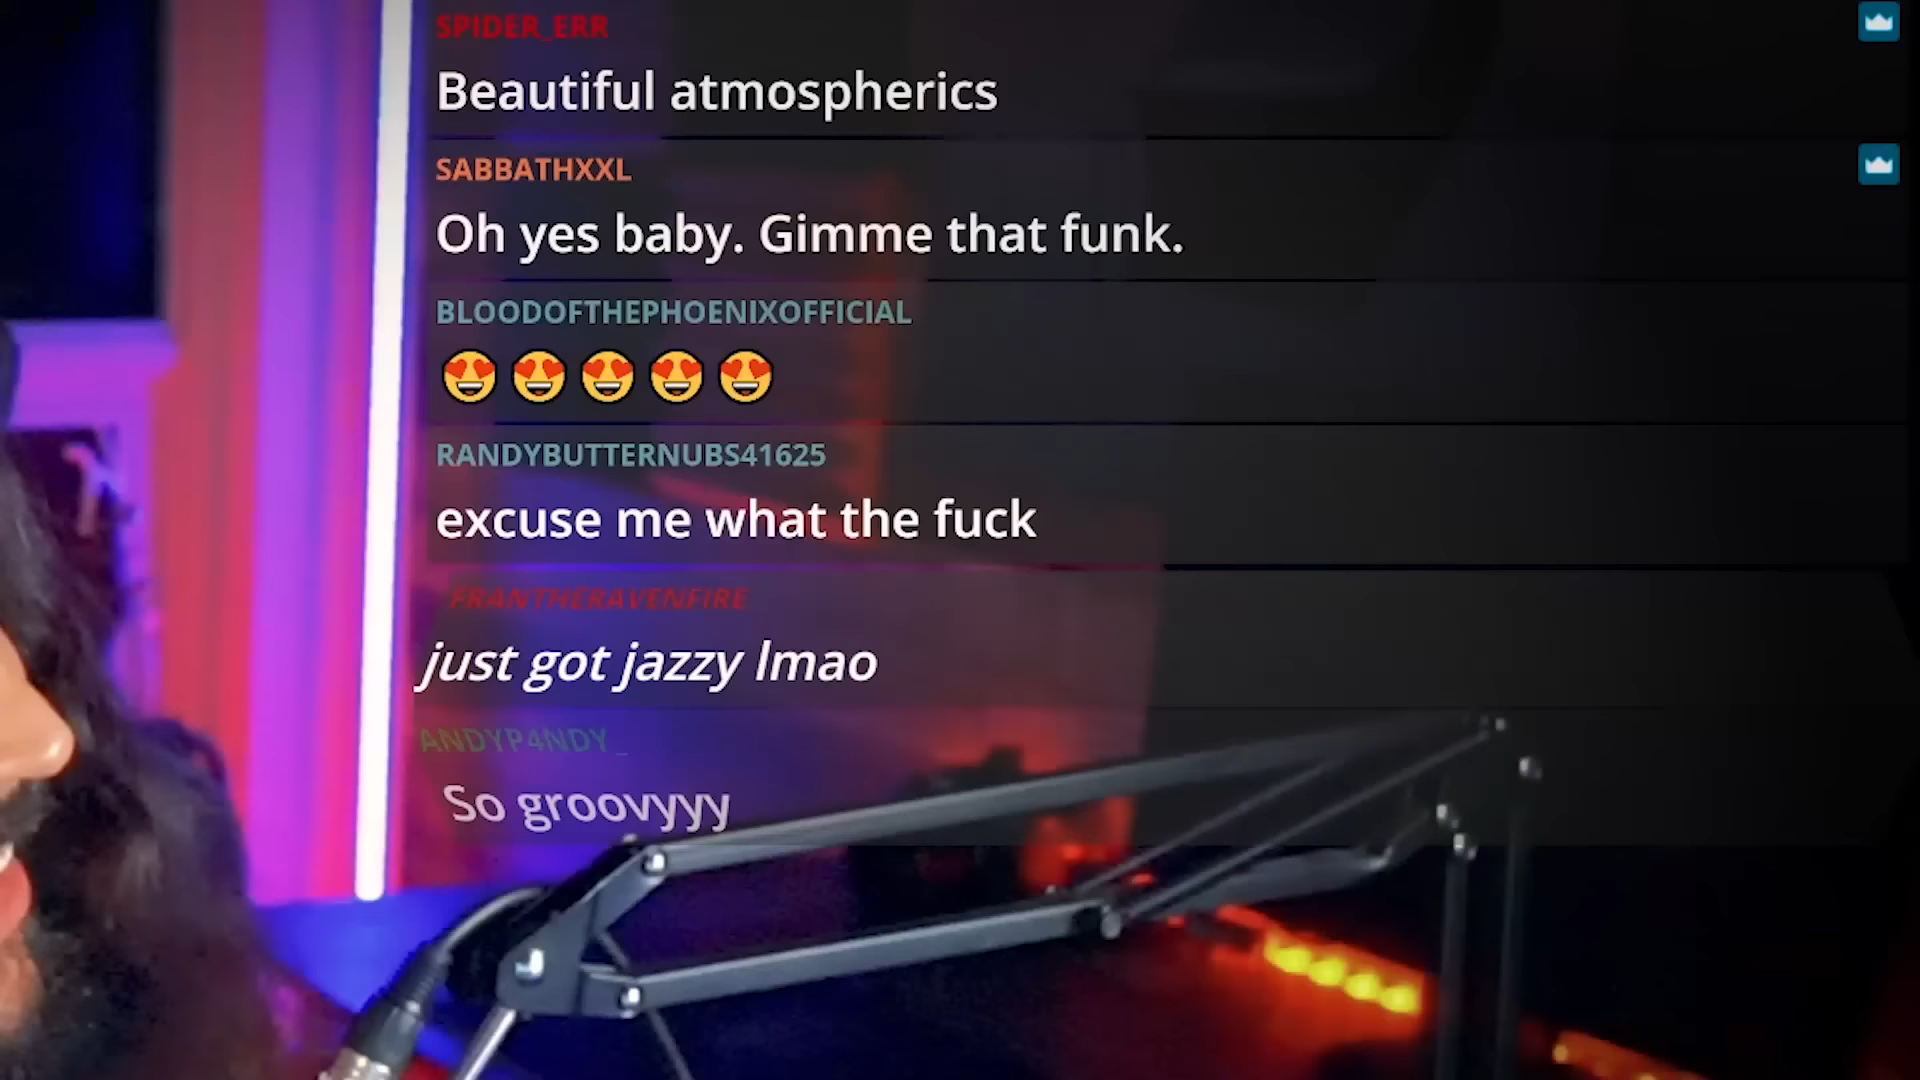 SPIDER_ERR
Beautiful atmospherics
SABBATHXXL
Oh yes baby. Gimme that funk.
BLOODOFTHEPHOENIXOFFICIAL
😍😍😍😍😍
RANDYBUTTERNUBS41625
excuse me what the fuck
FRANTHERAVENFIRE
just got jazzy lmao
ANDYP4NDY_
So groovyyy